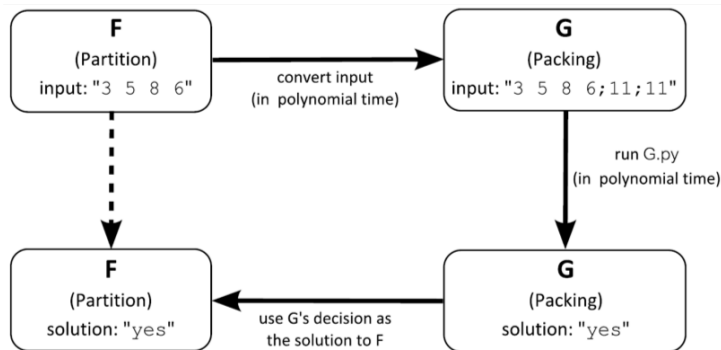 F
(Partition)
input: "3 5 8 6"
convert input
(in polynomial time)
G
(Packing)
input: "3 5 8 6;11;11"
run G.py
(in polynomial time)
F
(Partition)
solution: "yes"
use G's decision as
the solution to F
G
(Packing)
solution: "yes"